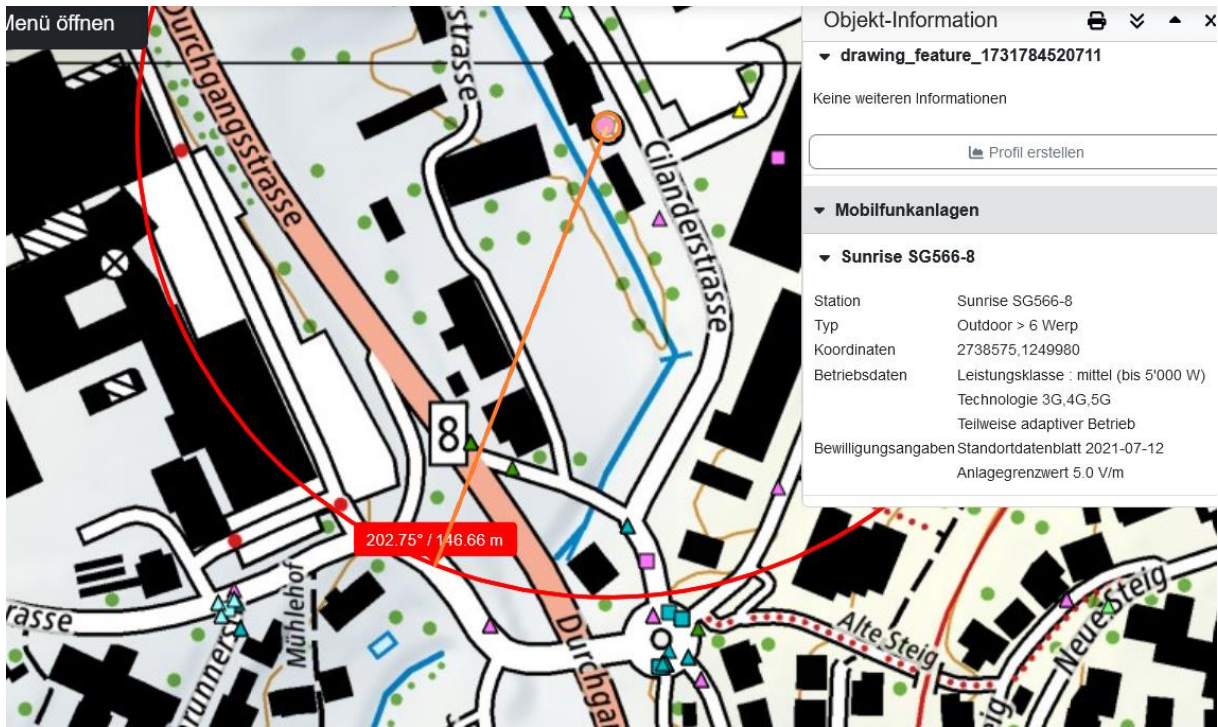 Menü öffnen
Durchgangsstrasse
strasse
Cilanderstrasse
8
202.75° / 146.66 m
rasse
Mühlehof
Durchga
Alte Steig
Neue Steig
Objekt-Information
drawing_feature_1731784520711
Keine weiteren Informationen
Profil erstellen
Mobilfunkanlagen
Sunrise SG566-8
Station Sunrise SG566-8
Typ Outdoor > 6 Werp
Koordinaten 2738575,1249980
Betriebsdaten Leistungsklasse : mittel (bis 5'000 W)
Technologie 3G,4G,5G
Teilweise adaptiver Betrieb
Bewilligungsangaben Standortdatenblatt 2021-07-12
Anlagegrenzwert 5.0 V/m